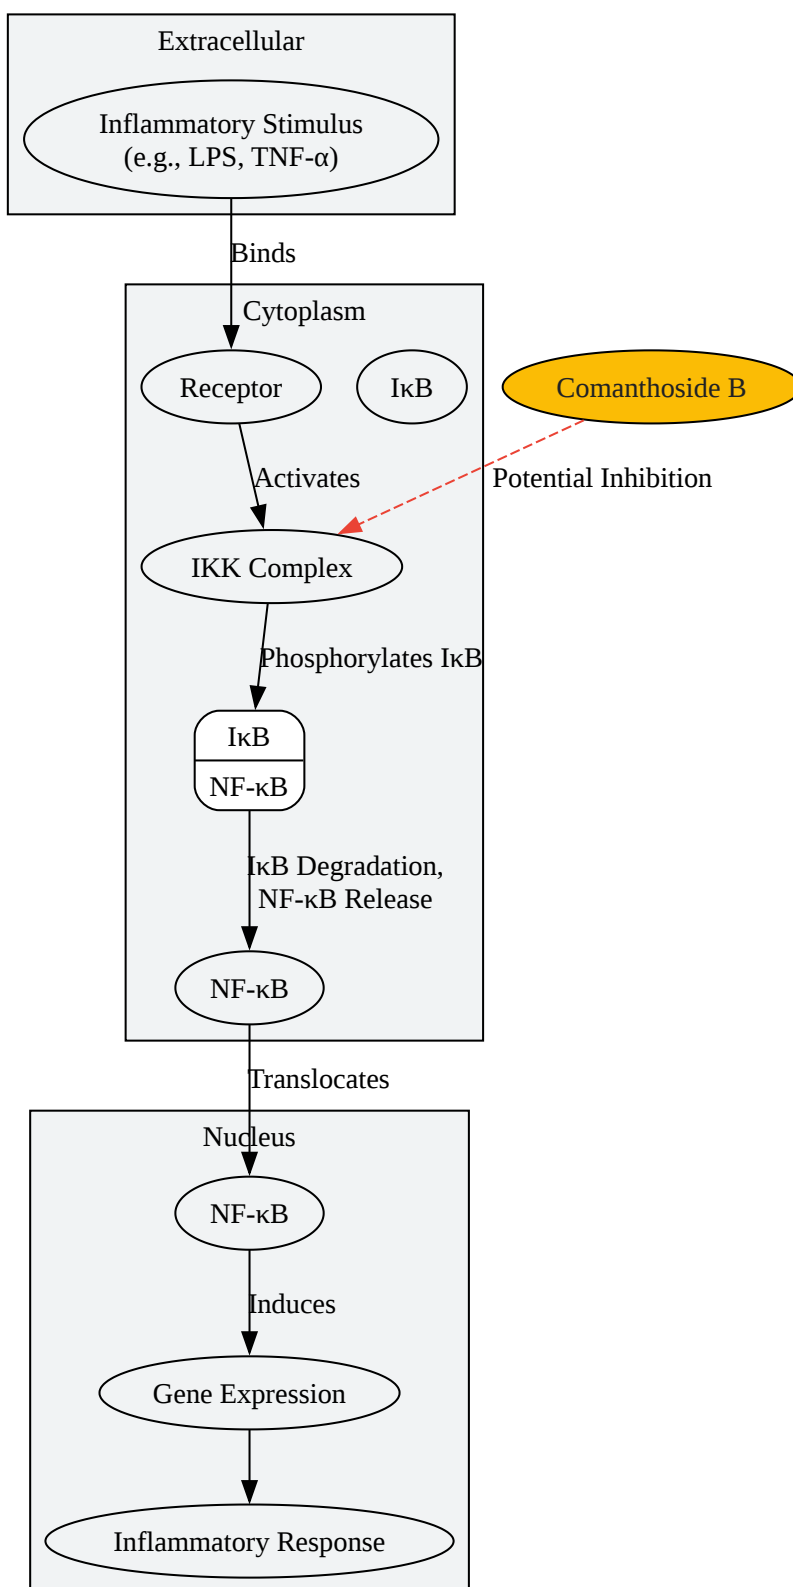 Extracellular
Inflammatory Stimulus
(e.g., LPS, TNF-α)
Binds
Cytoplasm
Receptor
IκB
Comanthoside B
Activates
Potential Inhibition
IKK Complex
Phosphorylates IκB
IκB
NF-κB
IκB Degradation,
NF-κB Release
NF-κB
Translocates
Nucleus
NF-κB
Induces
Gene Expression
Inflammatory Response